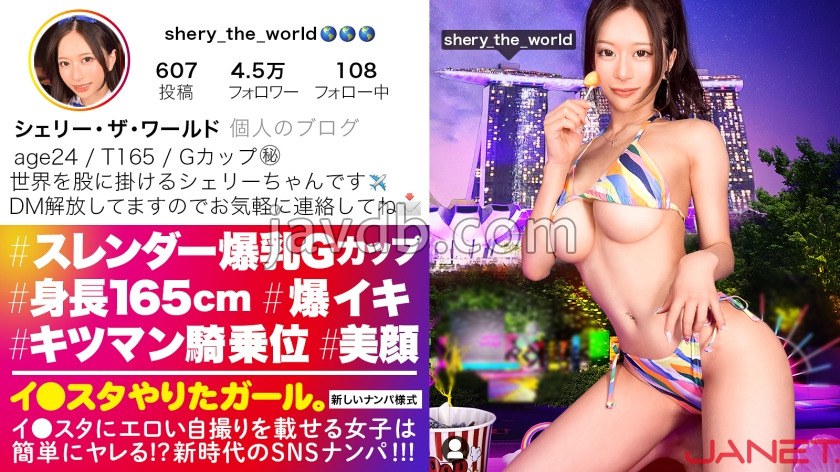 shery_the_world🌎🌎🌎
607
4.5万
108
投稿
フォロワー
フォロー中
シェリー・ザ・ワールド 個人のブログ
age24 / T165 / Gカップ㊙
世界を股に掛けるシェリーちゃんです✈️
DM解放してますのでお気軽に連絡してね
#スレンダー爆乳Gカップ
#身長165cm #爆イキ
#キツマン騎乗位 #美顔
イ●スタやりたガール。 新しいナンパ様式
イ●スタにエロい自撮りを載せる女子は
簡単にヤレる!?新時代のSNSナンパ!!!
shery_the_world
javdb.com
JANET